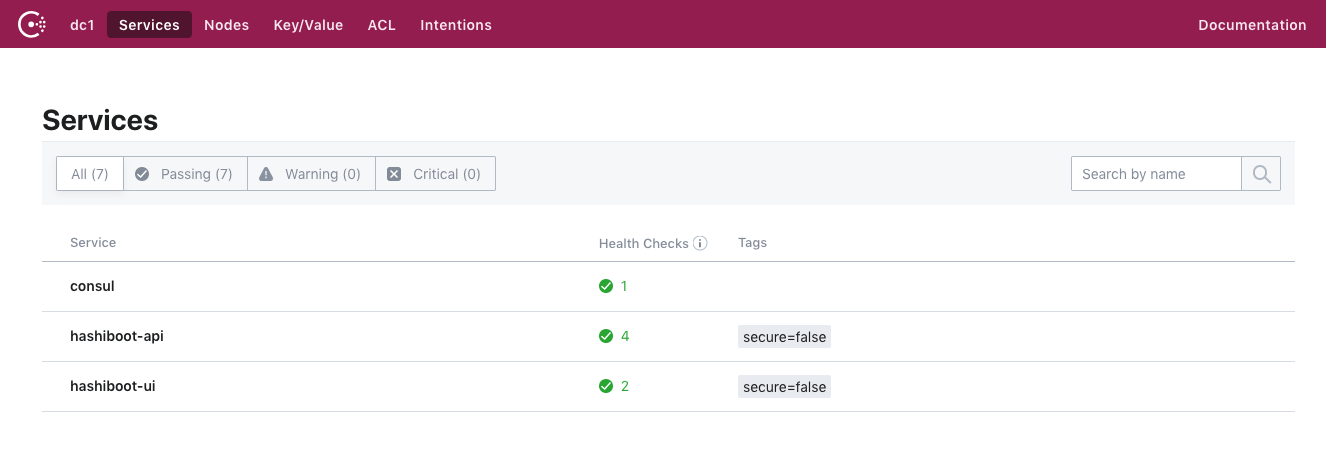 dc1 Services Nodes Key/Value ACL Intentions Documentation
Services
All (7) Passing (7) Warning (0) Critical (0) Search by name
Service Health Checks Tags
consul 1
hashiboot-api 4 secure=false
hashiboot-ui 2 secure=false